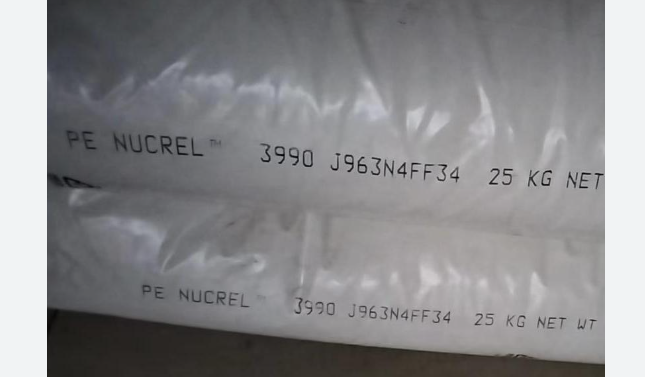 PE NUCREL™ 3990 J963N4FF34 25 KG NET
PE NUCREL™ 3990 J963N4FF34 25 KG NET WT